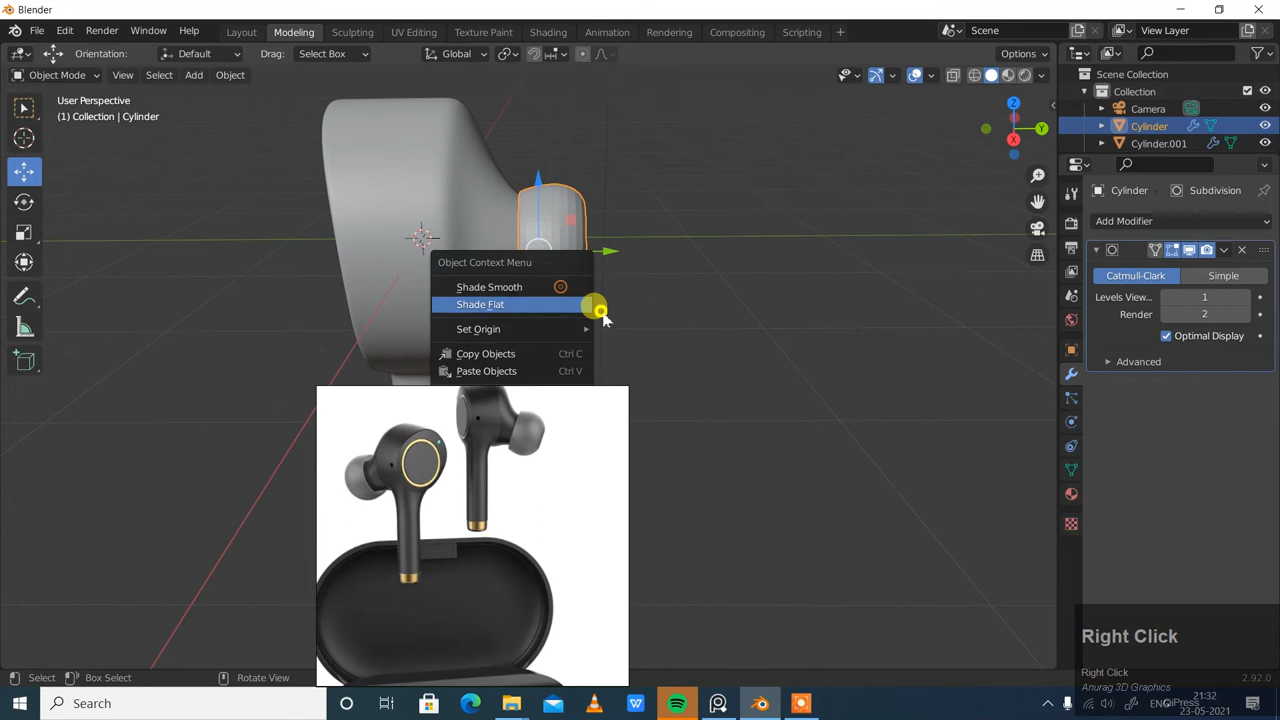 Blender
File Edit Render Window Help Layout Modeling Sculpting UV Editing Texture Paint Shading Animation Rendering Compositing Scripting + Scene View Layer
Orientation: Default Drag: Select Box Global Options
Object Mode View Select Add Object
User Perspective
(1) Collection | Cylinder
Z
Y
X
Scene Collection
Collection
Camera
Cylinder
Cylinder.001
Cylinder Subdivision
Add Modifier
Catmull-Clark Simple
Levels View... 1
Render 2
Optimal Display
Advanced
Object Context Menu
Shade Smooth
Shade Flat
Set Origin
Copy Objects Ctrl C
Paste Objects Ctrl V
Right Click
Right Click
Anurag 3D Graphics
2.92.0
Select Box Select Rotate View
Search
21:32
23-05-2021